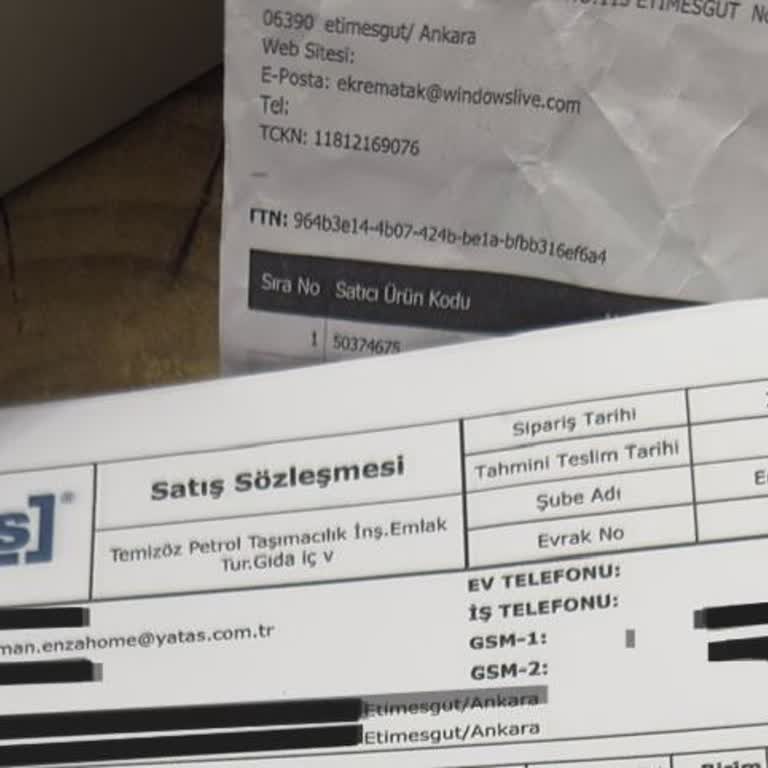 ETIMESGUT
06390 etimesgut/ Ankara
Web Sitesi:
E-Posta: ekrematak@windowslive.com
Tel:
TCKN: 11812169076
TTN: 964b3e14-4b07-424b-be1a-bfbb316ef6a4
Sıra No Satıcı Ürün Kodu
1 50374675
Satış Sözleşmesi
Temizöz Petrol Taşımacılık İnş.Emlak
Tur.Gıda iç v
Sipariş Tarihi
Tahmini Teslim Tarihi
Şube Adı
Evrak No
man.enzahome@yatas.com.tr
EV TELEFONU:
İŞ TELEFONU:
GSM-1:
GSM-2:
Etimesgut/Ankara
Etimesgut/Ankara